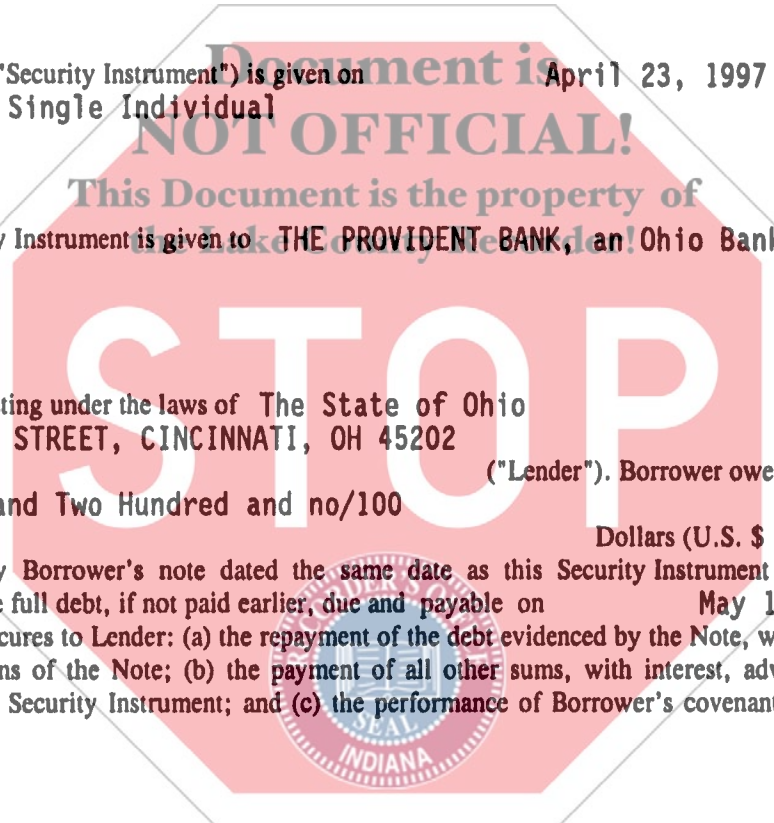 Document is
"Security Instrument") is given on April 23, 1997
Single Individual
NOT OFFICIAL!
This Document is the property of
the Lake County Recorder!
y Instrument is given to THE PROVIDENT BANK, an Ohio Bank
STOP
ting under the laws of The State of Ohio
STREET, CINCINNATI, OH 45202
("Lender"). Borrower owe
and Two Hundred and no/100
Dollars (U.S. $
y Borrower's note dated the same date as this Security Instrument
e full debt, if not paid earlier, due and payable on May 1
cures to Lender: (a) the repayment of the debt evidenced by the Note, w
ns of the Note; (b) the payment of all other sums, with interest, adv
Security Instrument; and (c) the performance of Borrower's covenant
RECORDER'S OFFICE
SEAL
INDIANA